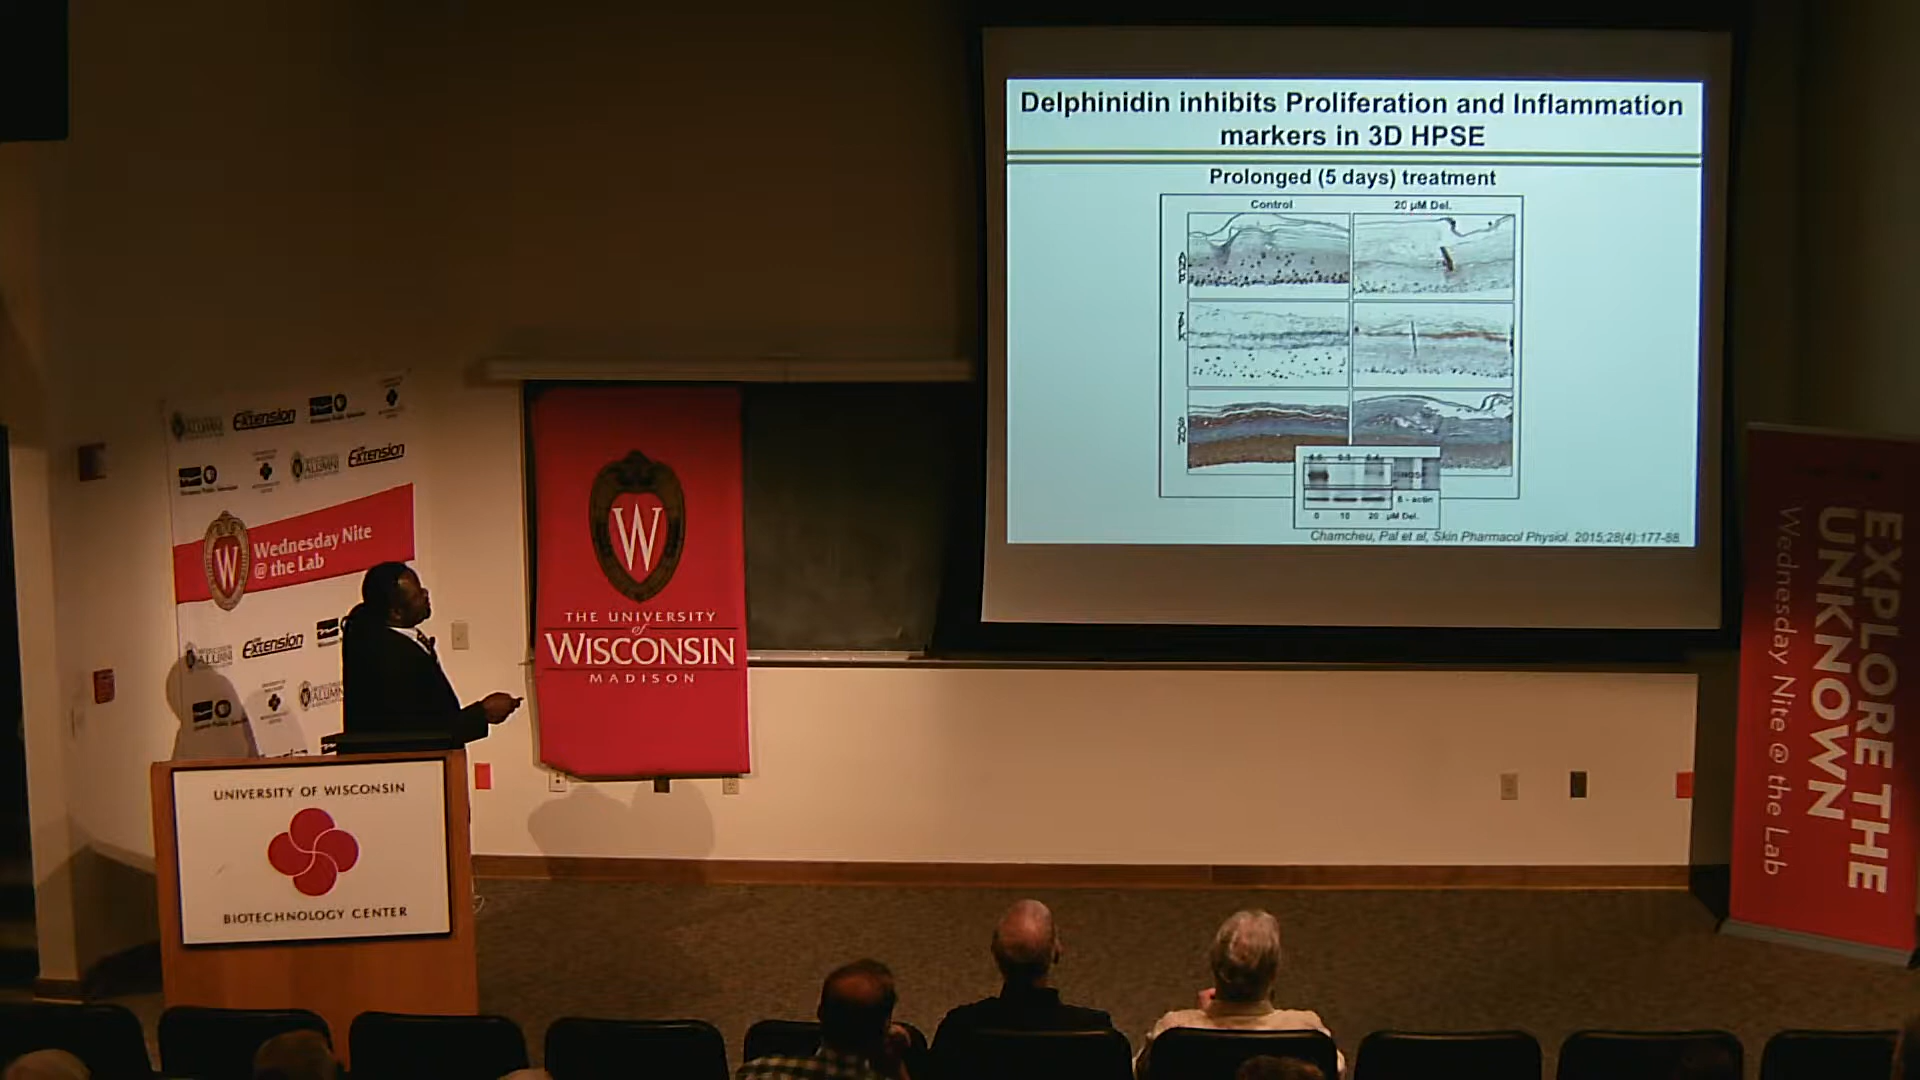 Delphinidin inhibits Proliferation and Inflammation
markers in 3D HPSE
Prolonged (5 days) treatment
Control
20 µM Del.
β - actin
0 10 20 µM Del.
Chamcheu, Pal et al, Skin Pharmacol Physiol. 2015;28(4):177-88.
ALUMNI
Extension
ALUMNI
Extension
W
Wednesday Nite
@ the Lab
ALUMNI
Extension
W
THE UNIVERSITY
of
WISCONSIN
MADISON
UNIVERSITY OF WISCONSIN
BIOTECHNOLOGY CENTER
EXPLORE THE
UNKNOWN
Wednesday Nite @ the Lab